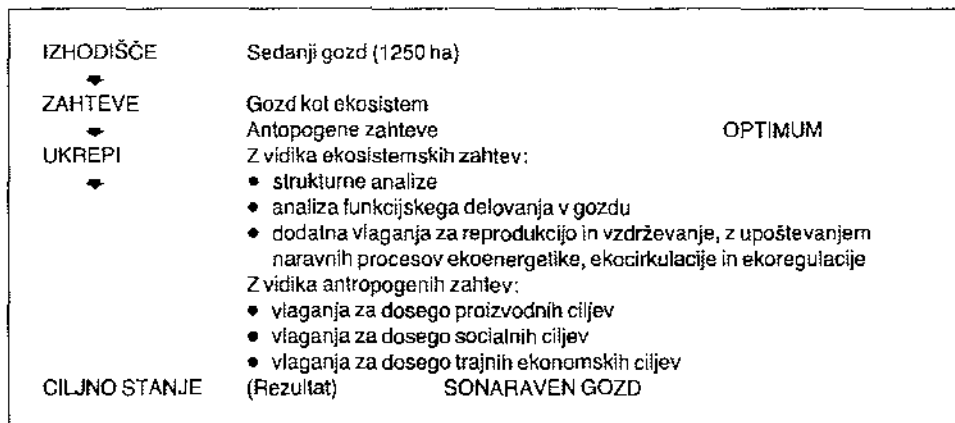 IZHODIŠČE Sedanji gozd (1250 ha)
ZAHTEVE Gozd kot ekosistem
Antopogene zahteve OPTIMUM
UKREPI Z vidika ekosistemskih zahtev:
• strukturne analize
• analiza funkcijskega delovanja v gozdu
• dodatna vlaganja za reprodukcijo in vzdrževanje, z upoštevanjem
naravnih procesov ekoenergetike, ekocirkulacije in ekoregulacije
Z vidika antropogenih zahtev:
• vlaganja za dosego proizvodnih ciljev
• vlaganja za dosego socialnih ciljev
• vlaganja za dosego trajnih ekonomskih ciljev
CILJNO STANJE (Rezultat) SONARAVEN GOZD